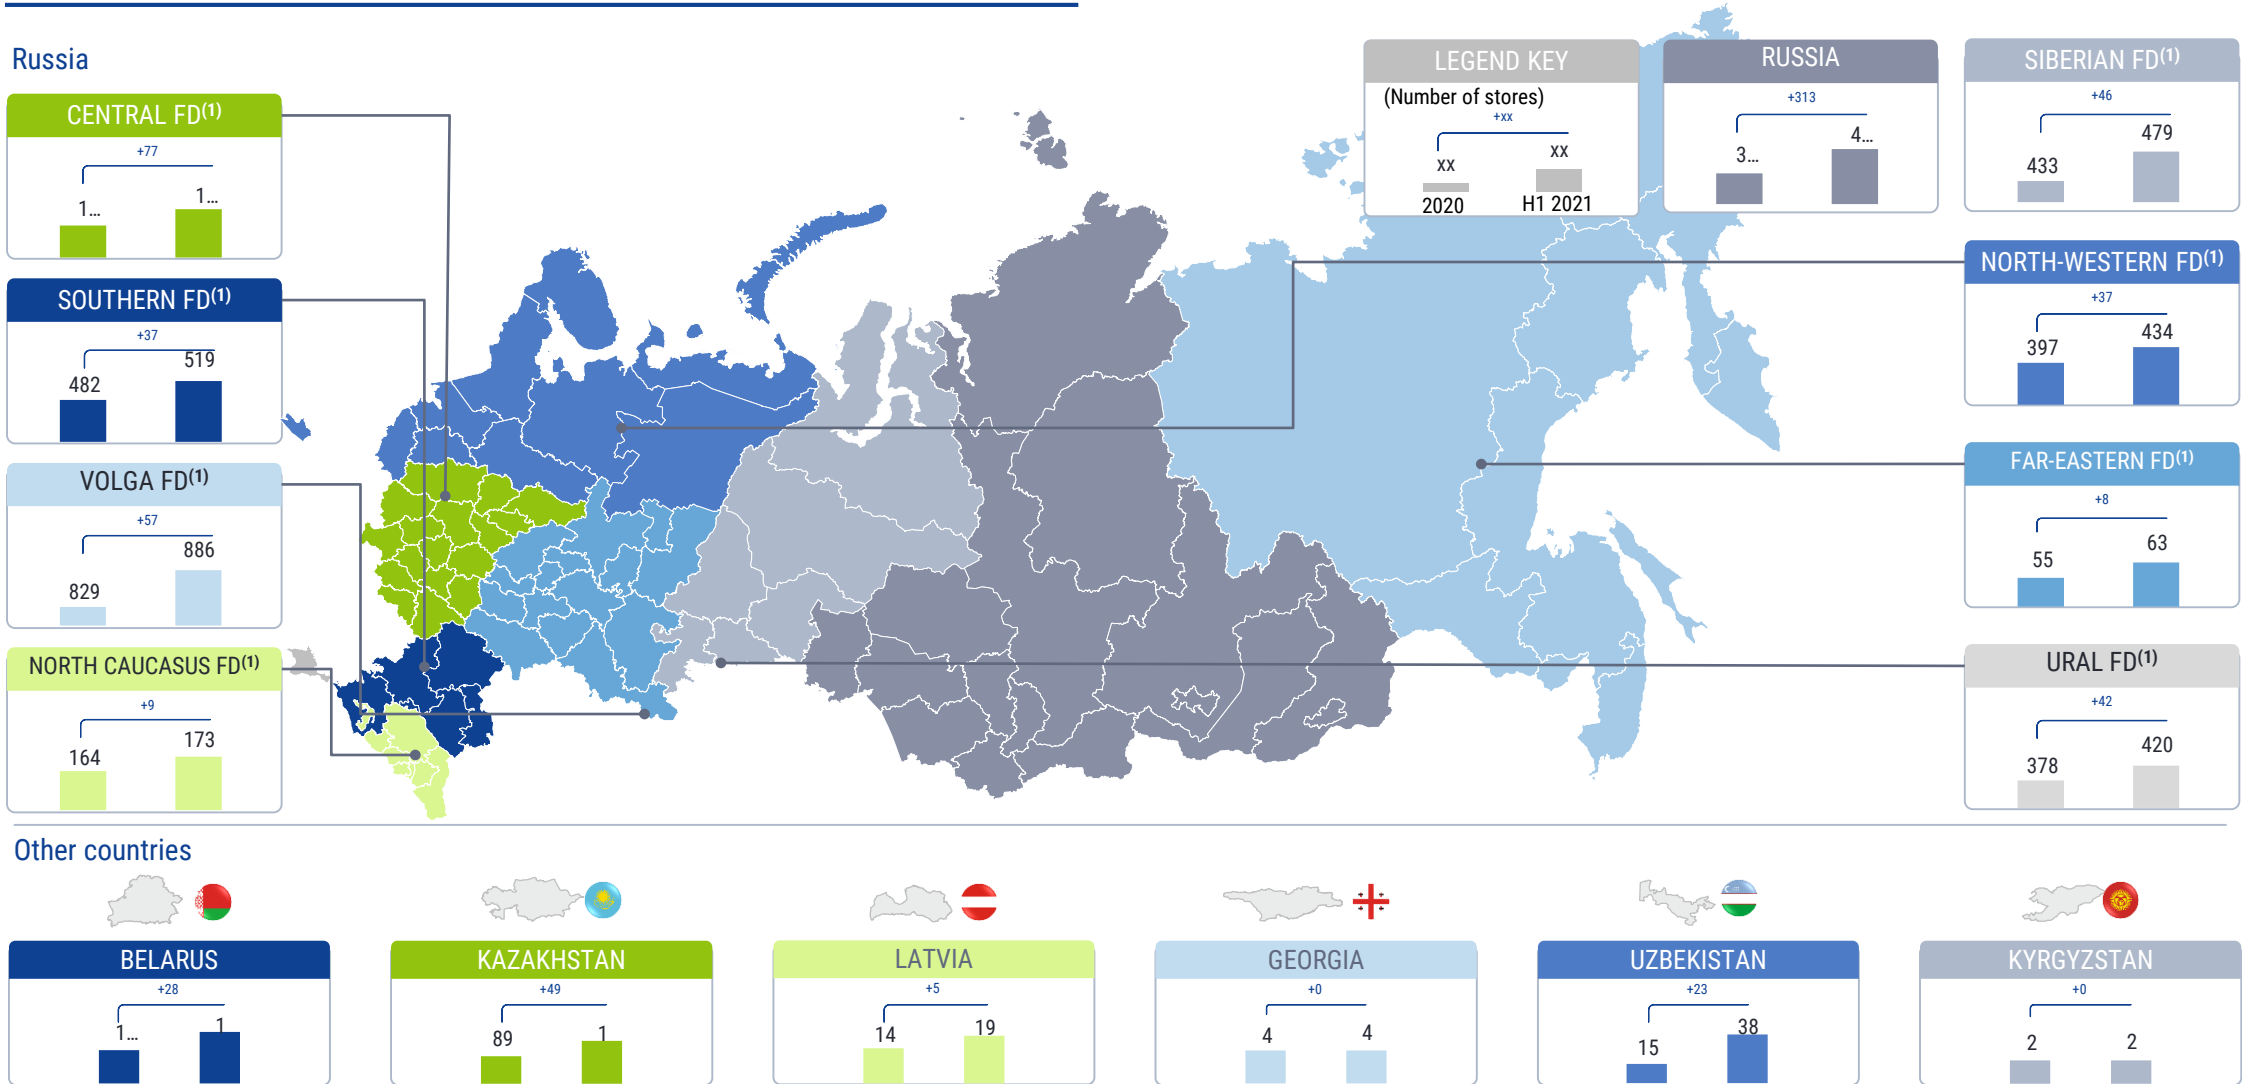 Russia
CENTRAL FD(1)
+77
1...
1...
SOUTHERN FD(1)
+37
482
519
VOLGA FD(1)
+57
829
886
NORTH CAUCASUS FD(1)
+9
164
173
LEGEND KEY
(Number of stores)
+xx
xx
xx
2020
H1 2021
RUSSIA
+313
3...
4...
SIBERIAN FD(1)
+46
433
479
NORTH-WESTERN FD(1)
+37
397
434
FAR-EASTERN FD(1)
+8
55
63
URAL FD(1)
+42
378
420
Other countries
BELARUS
+28
1...
1
KAZAKHSTAN
+49
89
1
LATVIA
+5
14
19
GEORGIA
+0
4
4
UZBEKISTAN
+23
15
38
KYRGYZSTAN
+0
2
2